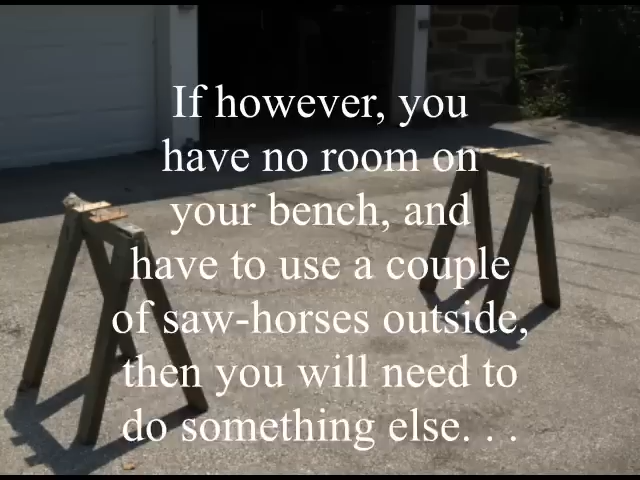 If however, you
have no room on
your bench, and
have to use a couple
of saw-horses outside,
then you will need to
do something else. . .